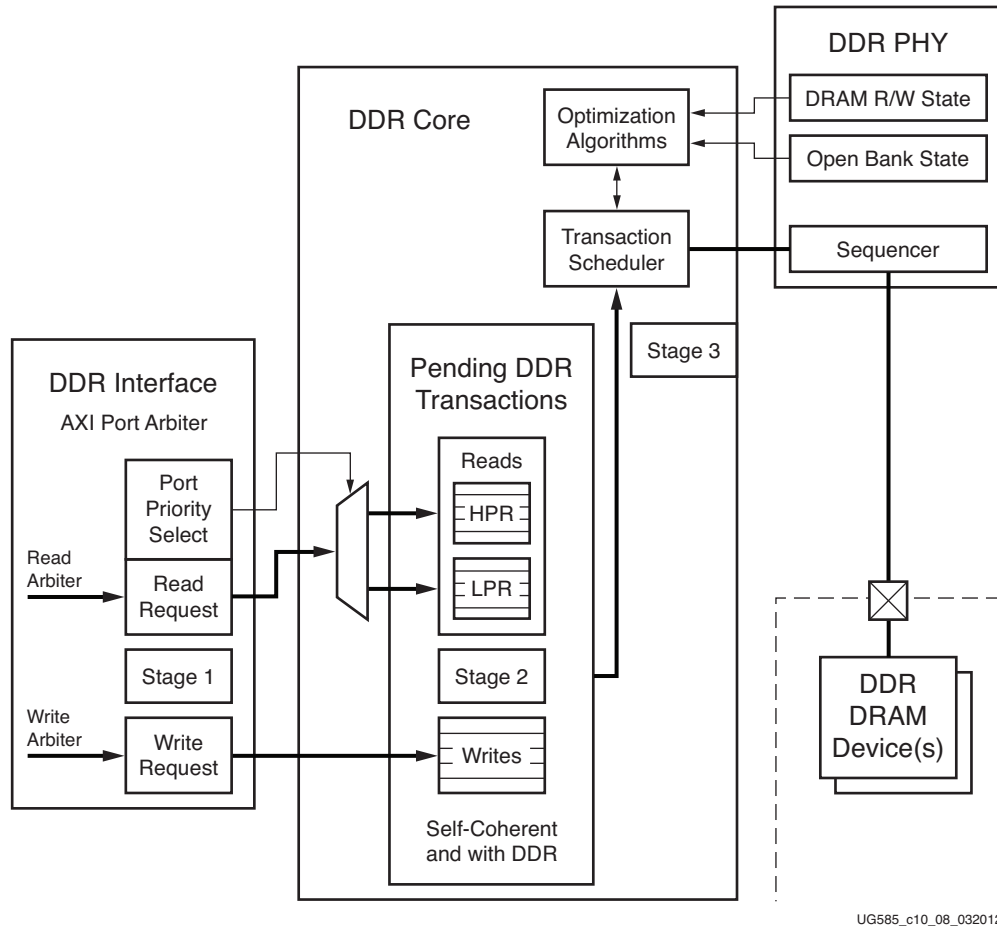 DDR PHY
DRAM R/W State
Open Bank State
Sequencer
DDR Core
Optimization
Algorithms
Transaction
Scheduler
Stage 3
DDR Interface
AXI Port Arbiter
Port
Priority
Select
Read
Arbiter
Read
Request
Stage 1
Write
Arbiter
Write
Request
Pending DDR
Transactions
Reads
HPR
LPR
Stage 2
Writes
Self-Coherent
and with DDR
DDR
DRAM
Device(s)
UG585_c10_08_032012